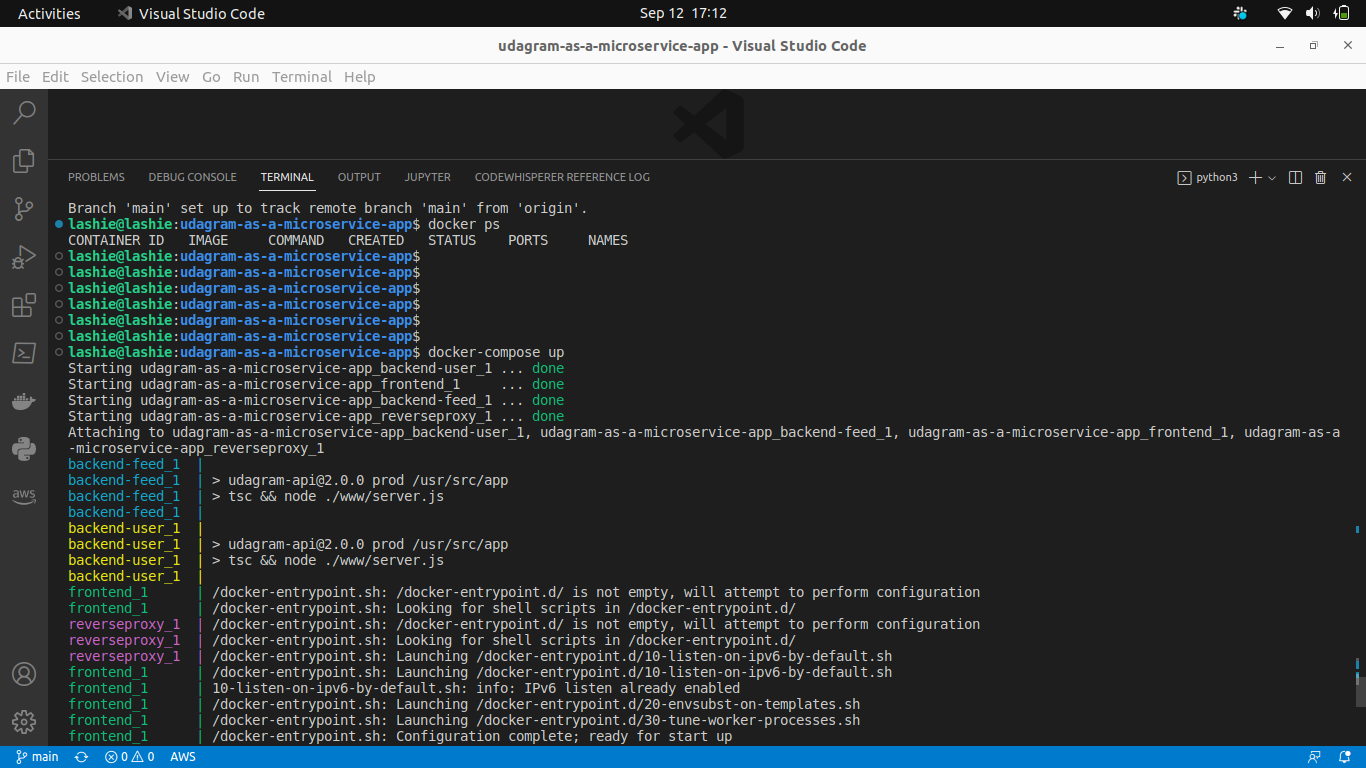 Activities Visual Studio Code Sep 12 17:12
udagram-as-a-microservice-app - Visual Studio Code
File Edit Selection View Go Run Terminal Help
PROBLEMS DEBUG CONSOLE TERMINAL OUTPUT JUPYTER CODEWHISPERER REFERENCE LOG python3
Branch 'main' set up to track remote branch 'main' from 'origin'.
lashie@lashie:udagram-as-a-microservice-app$ docker ps
CONTAINER ID IMAGE COMMAND CREATED STATUS PORTS NAMES
lashie@lashie:udagram-as-a-microservice-app$
lashie@lashie:udagram-as-a-microservice-app$
lashie@lashie:udagram-as-a-microservice-app$
lashie@lashie:udagram-as-a-microservice-app$
lashie@lashie:udagram-as-a-microservice-app$
lashie@lashie:udagram-as-a-microservice-app$
lashie@lashie:udagram-as-a-microservice-app$ docker-compose up
Starting udagram-as-a-microservice-app_backend-user_1 ... done
Starting udagram-as-a-microservice-app_frontend_1 ... done
Starting udagram-as-a-microservice-app_backend-feed_1 ... done
Starting udagram-as-a-microservice-app_reverseproxy_1 ... done
Attaching to udagram-as-a-microservice-app_backend-user_1, udagram-as-a-microservice-app_backend-feed_1, udagram-as-a-microservice-app_frontend_1, udagram-as-a
-microservice-app_reverseproxy_1
backend-feed_1 |
backend-feed_1 | > udagram-api@2.0.0 prod /usr/src/app
backend-feed_1 | > tsc && node ./www/server.js
backend-feed_1 |
backend-user_1 |
backend-user_1 | > udagram-api@2.0.0 prod /usr/src/app
backend-user_1 | > tsc && node ./www/server.js
backend-user_1 |
frontend_1 | /docker-entrypoint.sh: /docker-entrypoint.d/ is not empty, will attempt to perform configuration
frontend_1 | /docker-entrypoint.sh: Looking for shell scripts in /docker-entrypoint.d/
reverseproxy_1 | /docker-entrypoint.sh: /docker-entrypoint.d/ is not empty, will attempt to perform configuration
reverseproxy_1 | /docker-entrypoint.sh: Looking for shell scripts in /docker-entrypoint.d/
reverseproxy_1 | /docker-entrypoint.sh: Launching /docker-entrypoint.d/10-listen-on-ipv6-by-default.sh
frontend_1 | /docker-entrypoint.sh: Launching /docker-entrypoint.d/10-listen-on-ipv6-by-default.sh
frontend_1 | 10-listen-on-ipv6-by-default.sh: info: IPv6 listen already enabled
frontend_1 | /docker-entrypoint.sh: Launching /docker-entrypoint.d/20-envsubst-on-templates.sh
frontend_1 | /docker-entrypoint.sh: Launching /docker-entrypoint.d/30-tune-worker-processes.sh
frontend_1 | /docker-entrypoint.sh: Configuration complete; ready for start up
aws
main 0 0 AWS